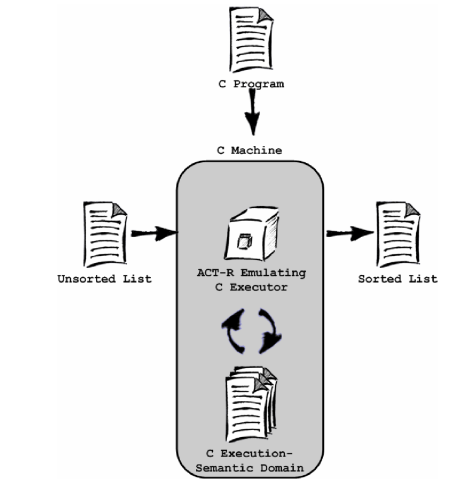 C Program
C Machine
Unsorted List
ACT-R Emulating
C Executor
Sorted List
C Execution-
Semantic Domain